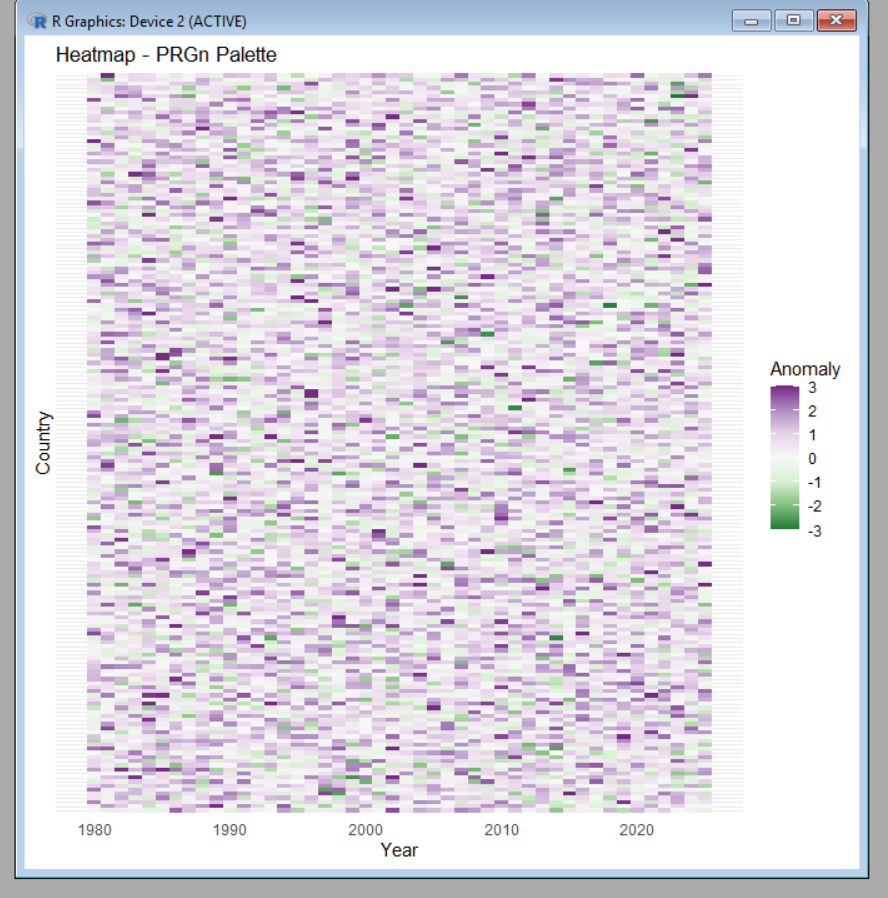 R Graphics: Device 2 (ACTIVE)
Heatmap - PRGn Palette
Country
Anomaly
3
2
1
0
-1
-2
-3
1980
1990
2000
2010
2020
Year